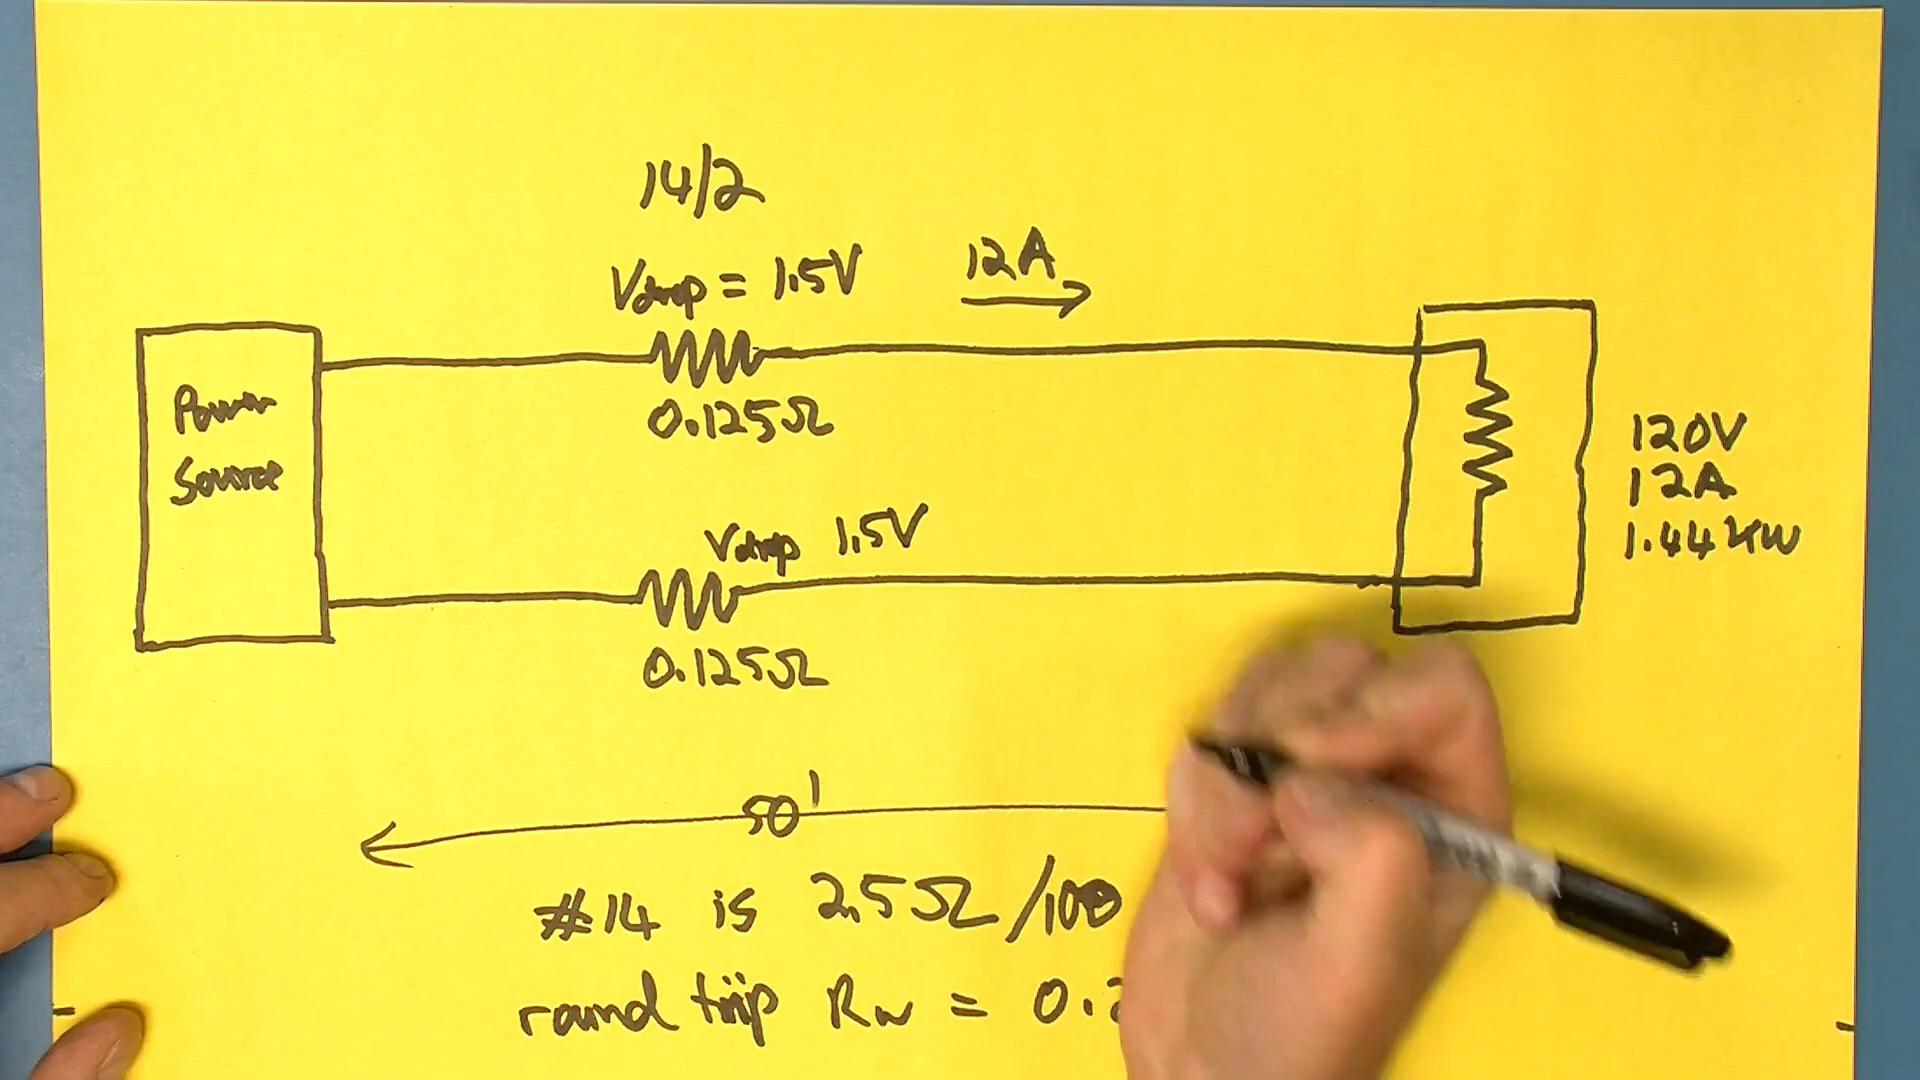 14/2
Vdrop = 1.5V
12A
Power
Source
0.125Ω
120V
12A
1.44KW
Vdrop 1.5V
0.125Ω
50'
#14 is 2.5Ω/100
round trip Rw = 0.2